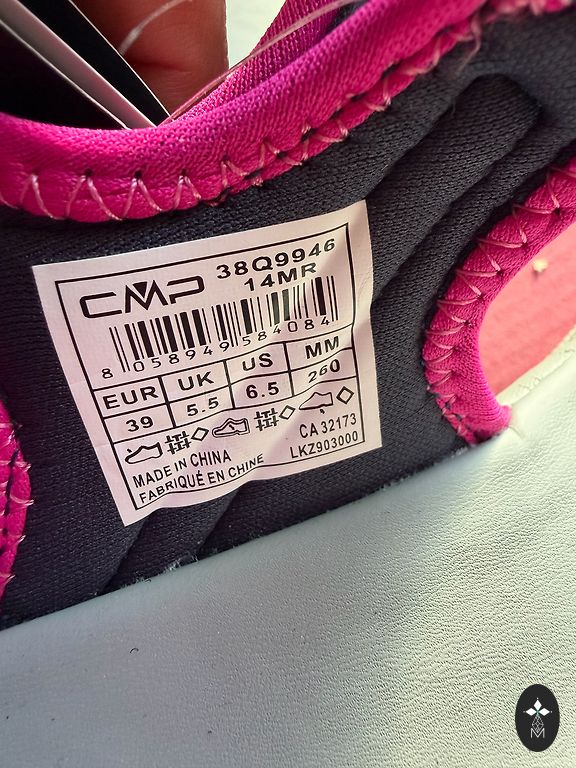 CMP
38Q9946
14MR
8 058949 584084
EUR UK US MM
39 5.5 6.5 260
MADE IN CHINA
FABRIQUÉ EN CHINE
CA 32173
LKZ903000
M